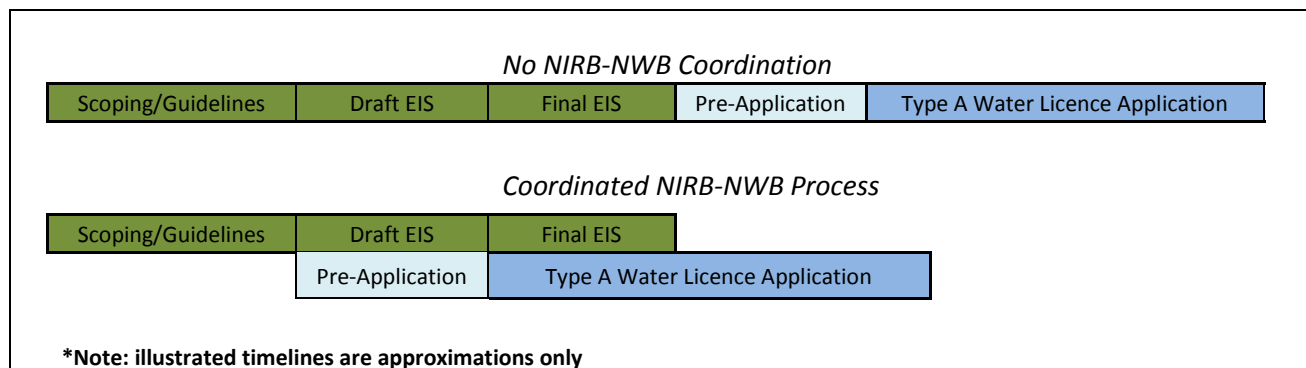 No NIRB-NWB Coordination
Scoping/Guidelines Draft EIS Final EIS Pre-Application Type A Water Licence Application
Coordinated NIRB-NWB Process
Scoping/Guidelines Draft EIS Final EIS
Pre-Application Type A Water Licence Application
*Note: illustrated timelines are approximations only